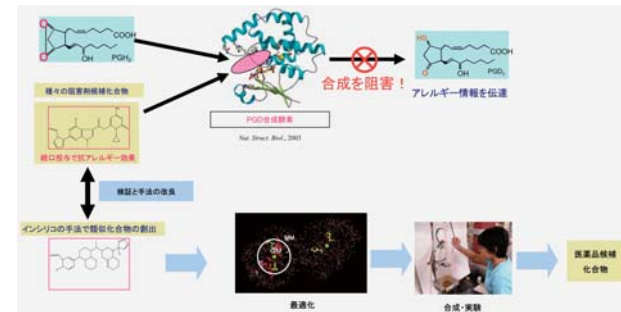 COOH
OH
PGH₂
種々の阻害剤候補化合物
経口投与で抗アレルギー効果
PGD合成酵素
Nat. Struct. Biol., 2003
合成を阻害！
HO
COOH
OH
PGD₂
アレルギー情報を伝達
検証と手法の改良
インシリコの手法で類似化合物の創出
MM
QM
最適化
合成・実験
医薬品候補
化合物